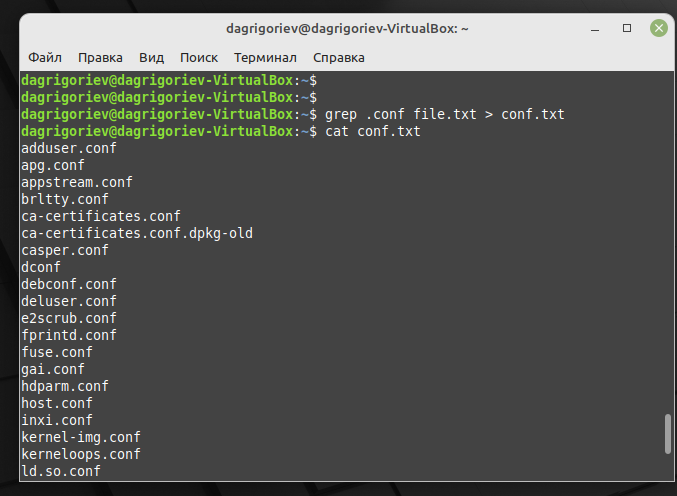 dagrigoriev@dagrigoriev-VirtualBox: ~
Файл Правка Вид Поиск Терминал Справка
dagrigoriev@dagrigoriev-VirtualBox:~$
dagrigoriev@dagrigoriev-VirtualBox:~$
dagrigoriev@dagrigoriev-VirtualBox:~$ grep .conf file.txt > conf.txt
dagrigoriev@dagrigoriev-VirtualBox:~$ cat conf.txt
adduser.conf
apg.conf
appstream.conf
brltty.conf
ca-certificates.conf
ca-certificates.conf.dpkg-old
casper.conf
dconf
debconf.conf
deluser.conf
e2scrub.conf
fprintd.conf
fuse.conf
gai.conf
hdparm.conf
host.conf
inxi.conf
kernel-img.conf
kerneloops.conf
ld.so.conf